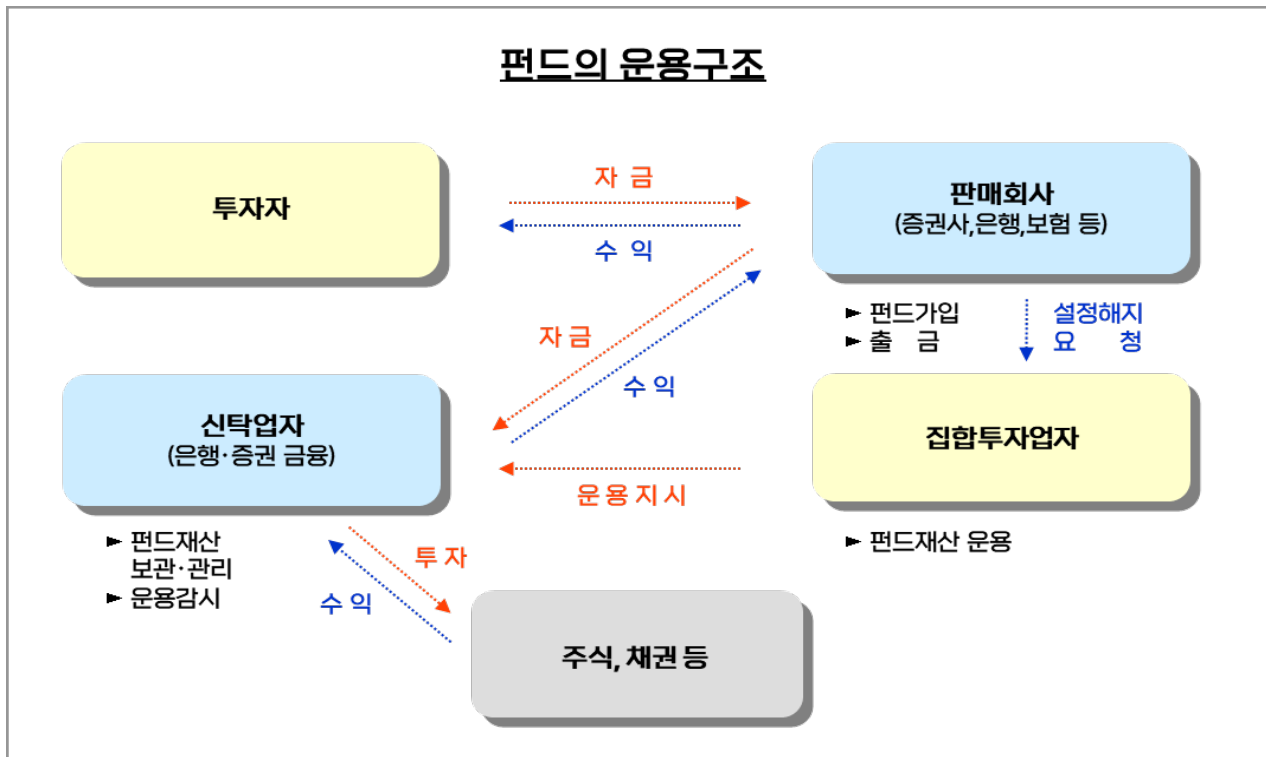 펀드의 운용구조
투자자
자 금
수 익
판매회사
(증권사,은행,보험 등)
► 펀드가입
► 출 금
설정해지
요 청
자 금
수 익
신탁업자
(은행·증권 금융)
운 용 지 시
집합투자업자
► 펀드재산
보관·관리
► 운용감시
투 자
수 익
► 펀드재산 운용
주식, 채권 등